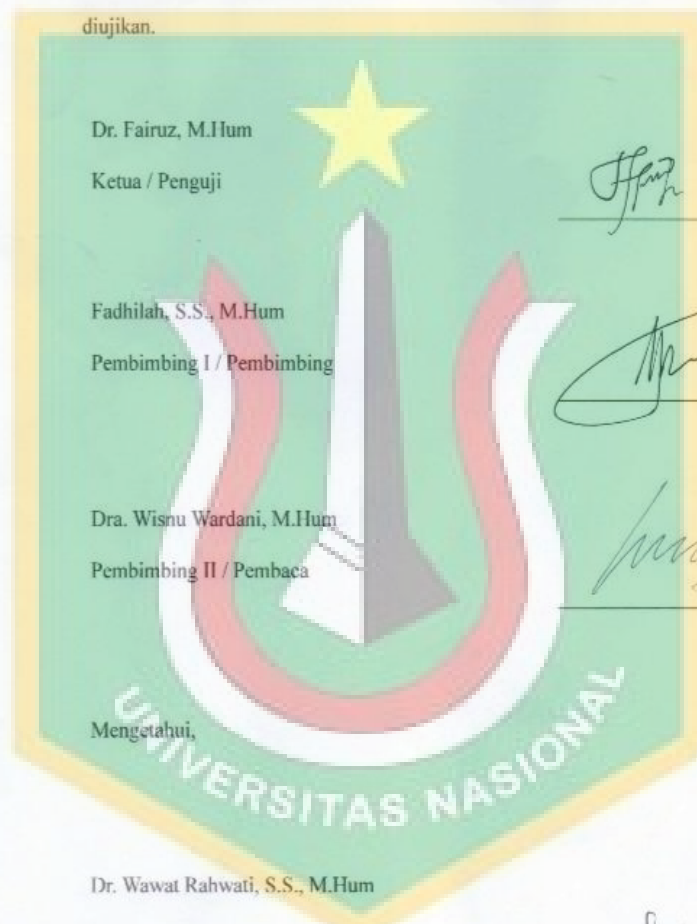 diujikan.
Dr. Fairuz, M.Hum
Ketua / Penguji
Fadhilah, S.S., M.Hum
Pembimbing I / Pembimbing
Dra. Wisnu Wardani, M.Hum
Pembimbing II / Pembaca
Mengetahui,
UNIVERSITAS NASIONAL
Dr. Wawat Rahwati, S.S., M.Hum